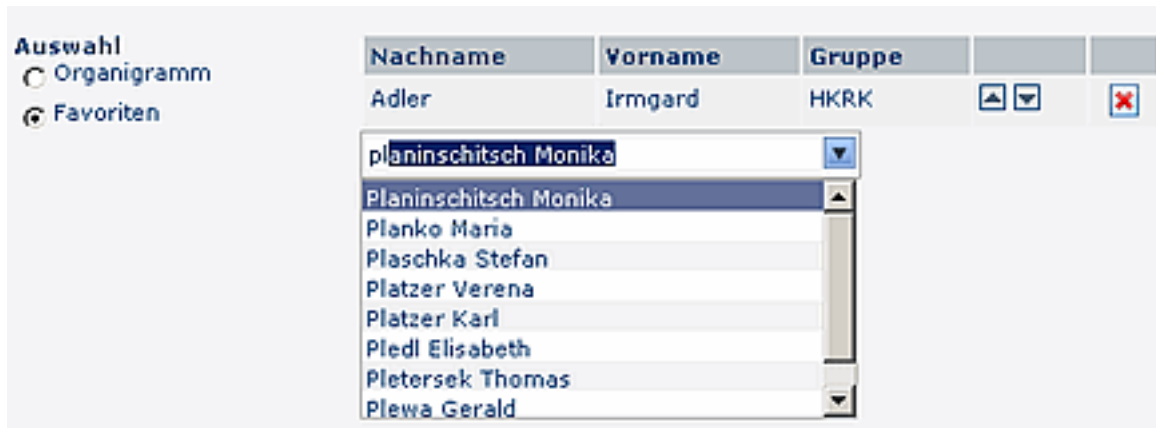 Auswahl
Organigramm
Favoriten
Nachname Vorname Gruppe
Adler Irmgard HKRK
planinschitsch Monika
Planinschitsch Monika
Planko Maria
Plaschka Stefan
Platzer Verena
Platzer Karl
Pledl Elisabeth
Pletersek Thomas
Plewa Gerald